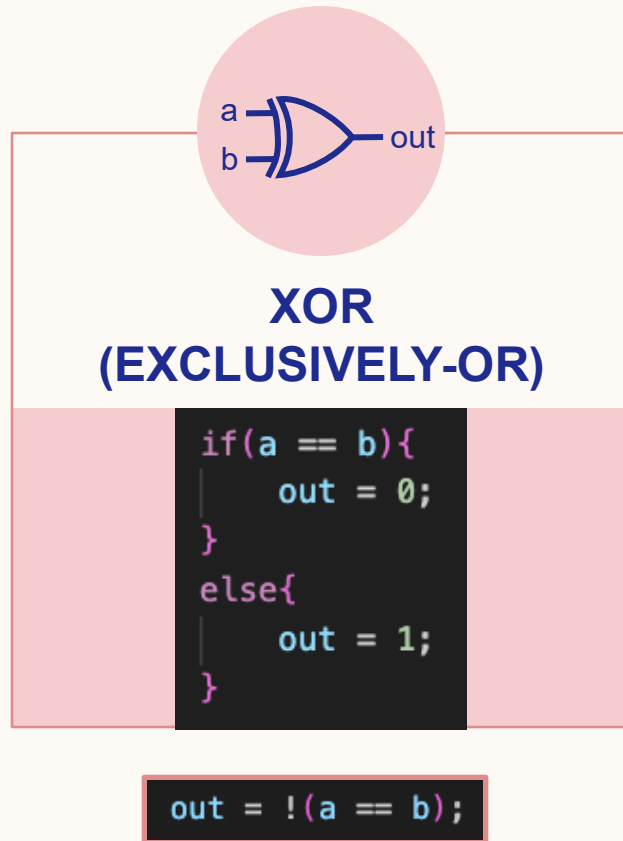 a
b
out
XOR
(EXCLUSIVELY-OR)
if(a == b){
    out = 0;
}
else{
    out = 1;
}
out = !(a == b);